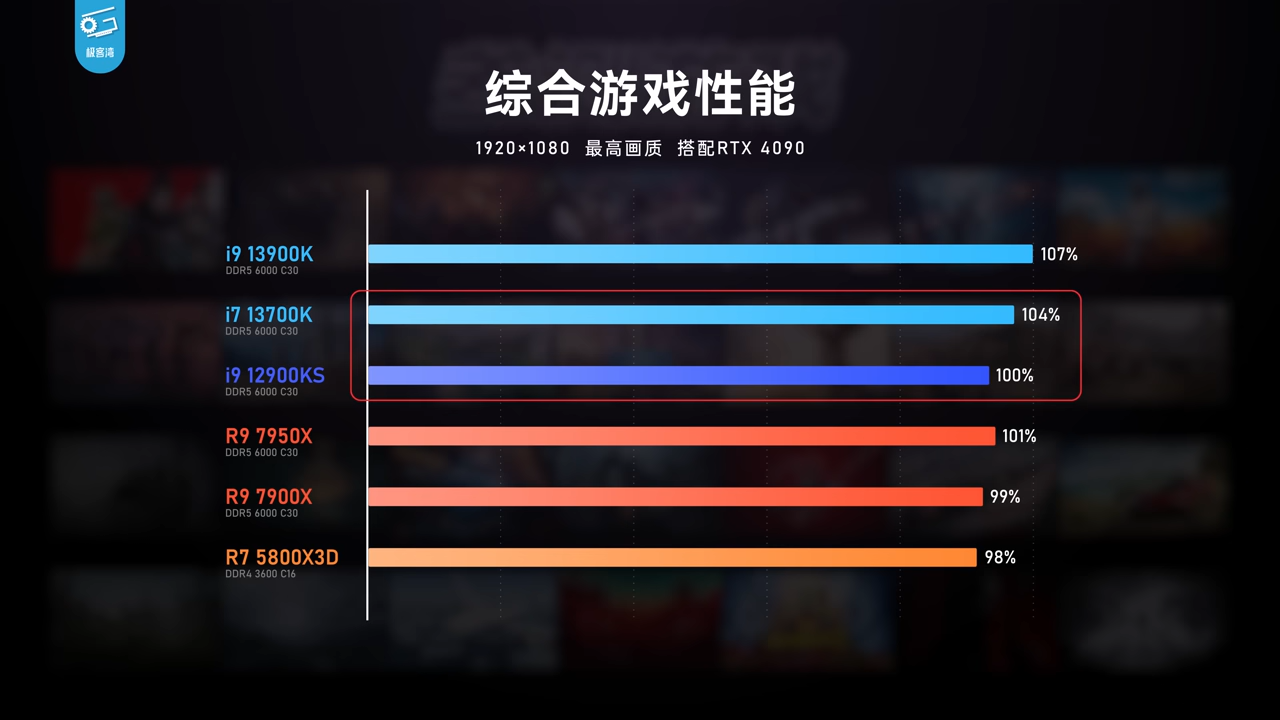 极客湾
综合游戏性能
1920×1080 最高画质 搭配RTX 4090
i9 13900K
DDR5 6000 C30
107%
i7 13700K
DDR5 6000 C30
104%
i9 12900KS
DDR5 6000 C30
100%
R9 7950X
DDR5 6000 C30
101%
R9 7900X
DDR5 6000 C30
99%
R7 5800X3D
DDR4 3600 C16
98%